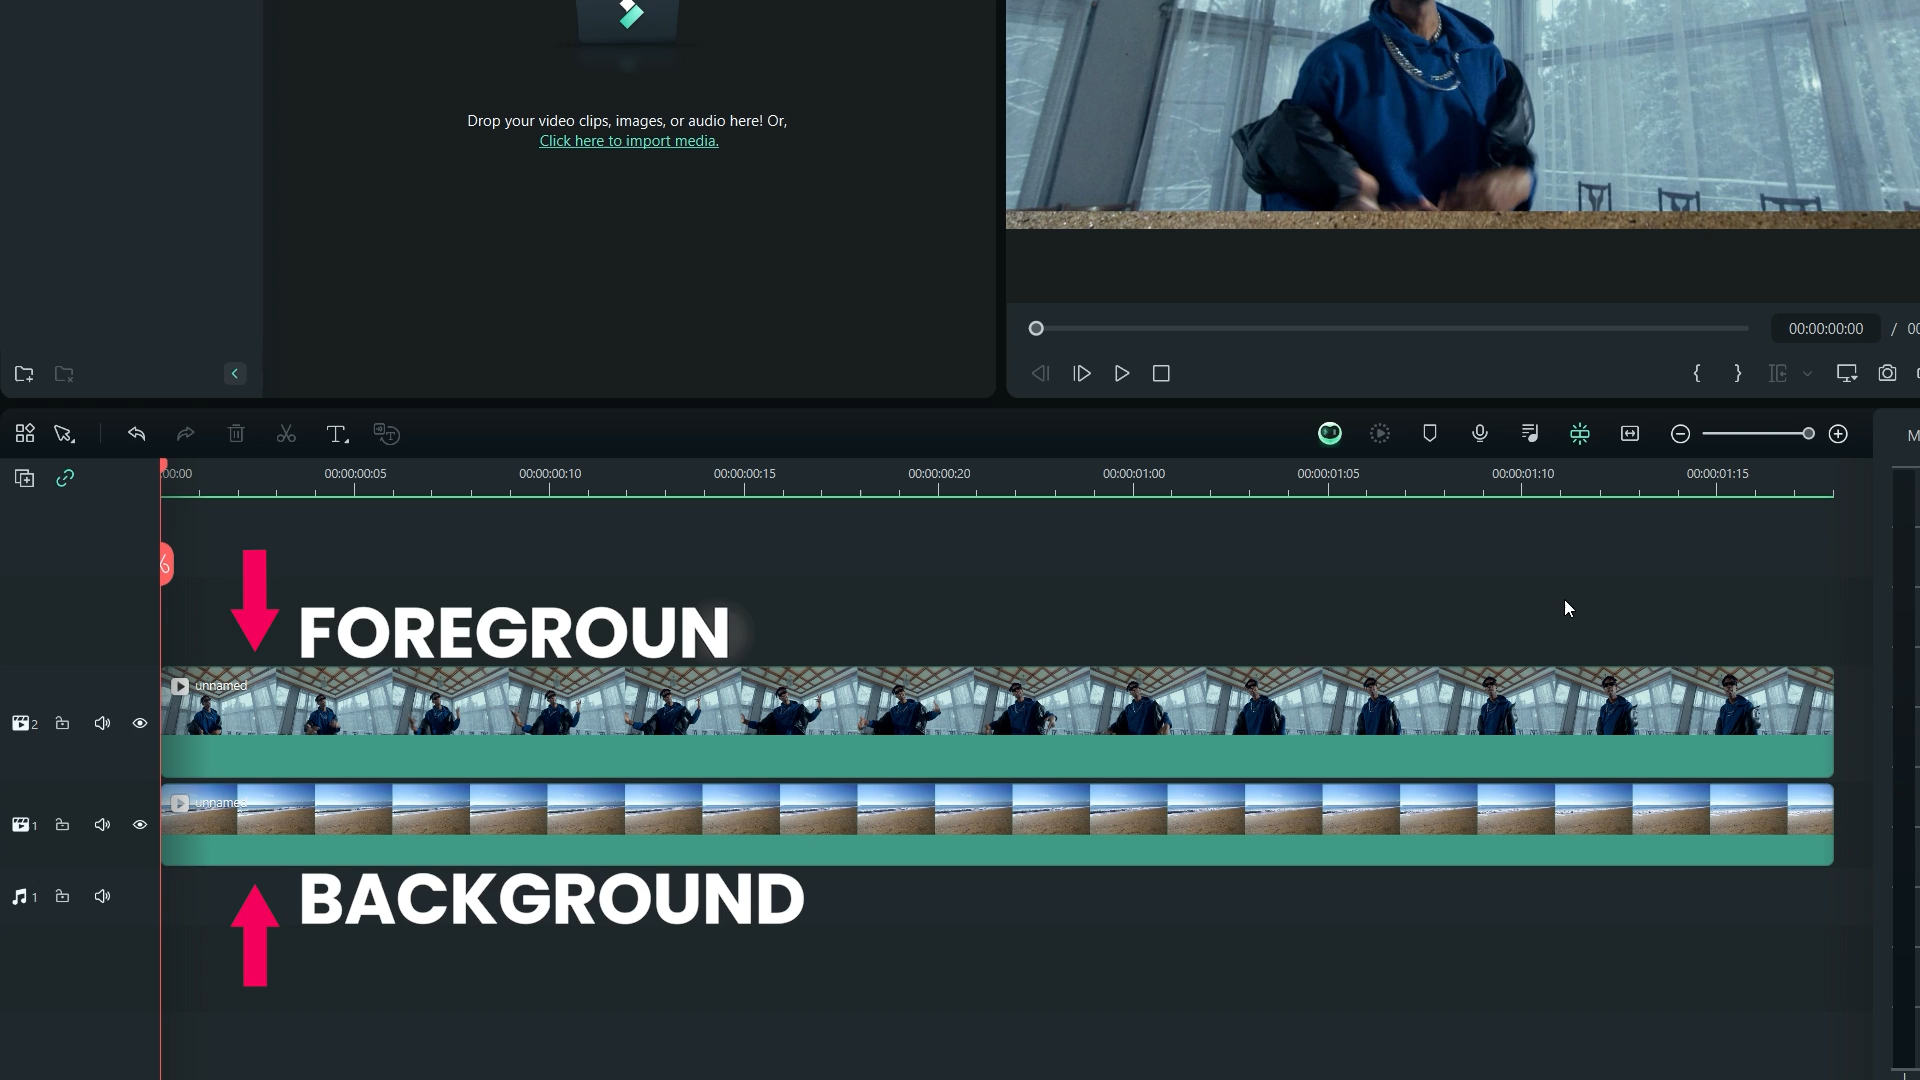 Drop your video clips, images, or audio here! Or,
Click here to import media.
00:00:00:00 /
00:00
00:00:00:05
00:00:00:10
00:00:00:15
00:00:00:20
00:00:01:00
00:00:01:05
00:00:01:10
00:00:01:15
FOREGROUN
unnamed
2
unnamed
1
BACKGROUND
1